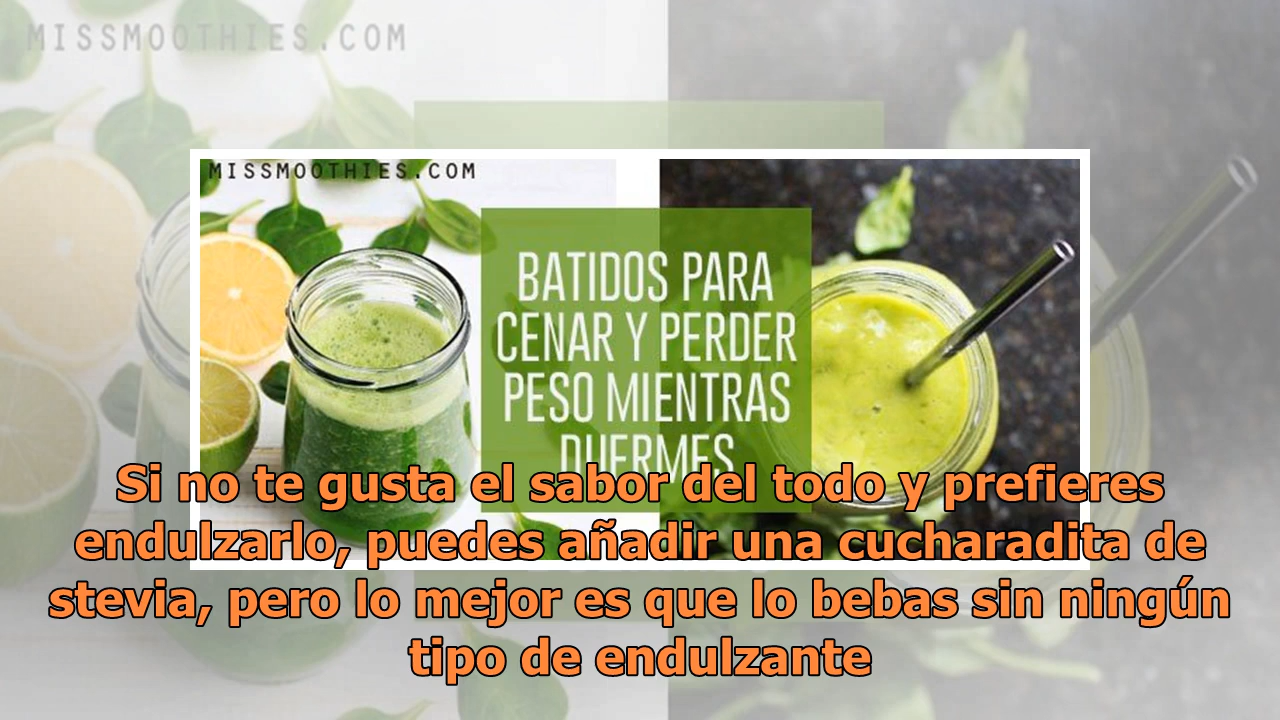 MISSMOOTHIES.COM
MISSMOOTHIES.COM
BATIDOS PARA
CENAR Y PERDER
PESO MIENTRAS
DUERMES
Si no te gusta el sabor del todo y prefieres
endulzarlo, puedes añadir una cucharadita de
stevia, pero lo mejor es que lo bebas sin ningún
tipo de endulzante